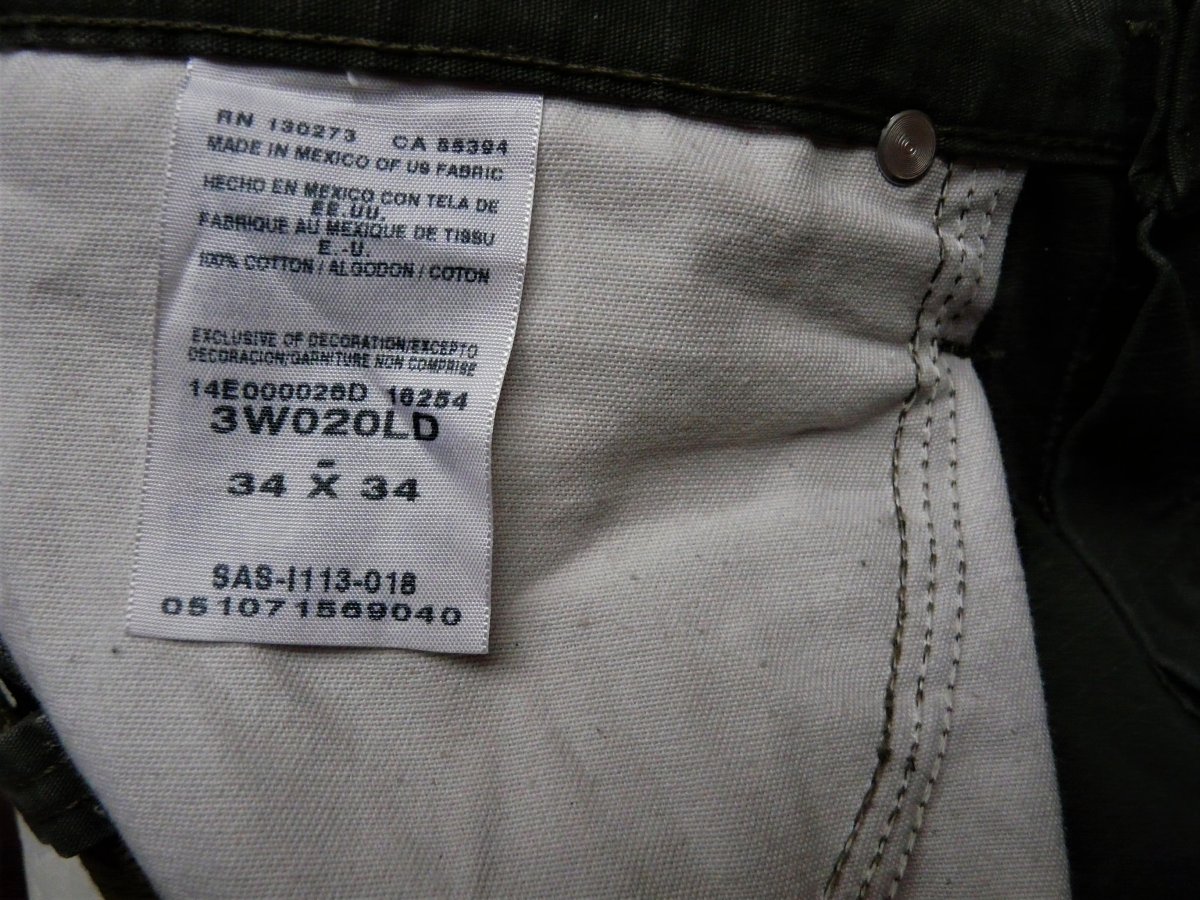 RN 130273 CA 85394
MADE IN MEXICO OF US FABRIC
HECHO EN MEXICO CON TELA DE
EE.UU.
FABRIQUE AU MEXIQUE DE TISSU
E.-U.
100% COTTON / ALGODON / COTON
EXCLUSIVE OF DECORATION/EXCEPTO
DECORACION/GARNITURE NON COMPRISE
14E000026D 16254
3W020LD
34 X 34
SAS-I113-018
051071569040